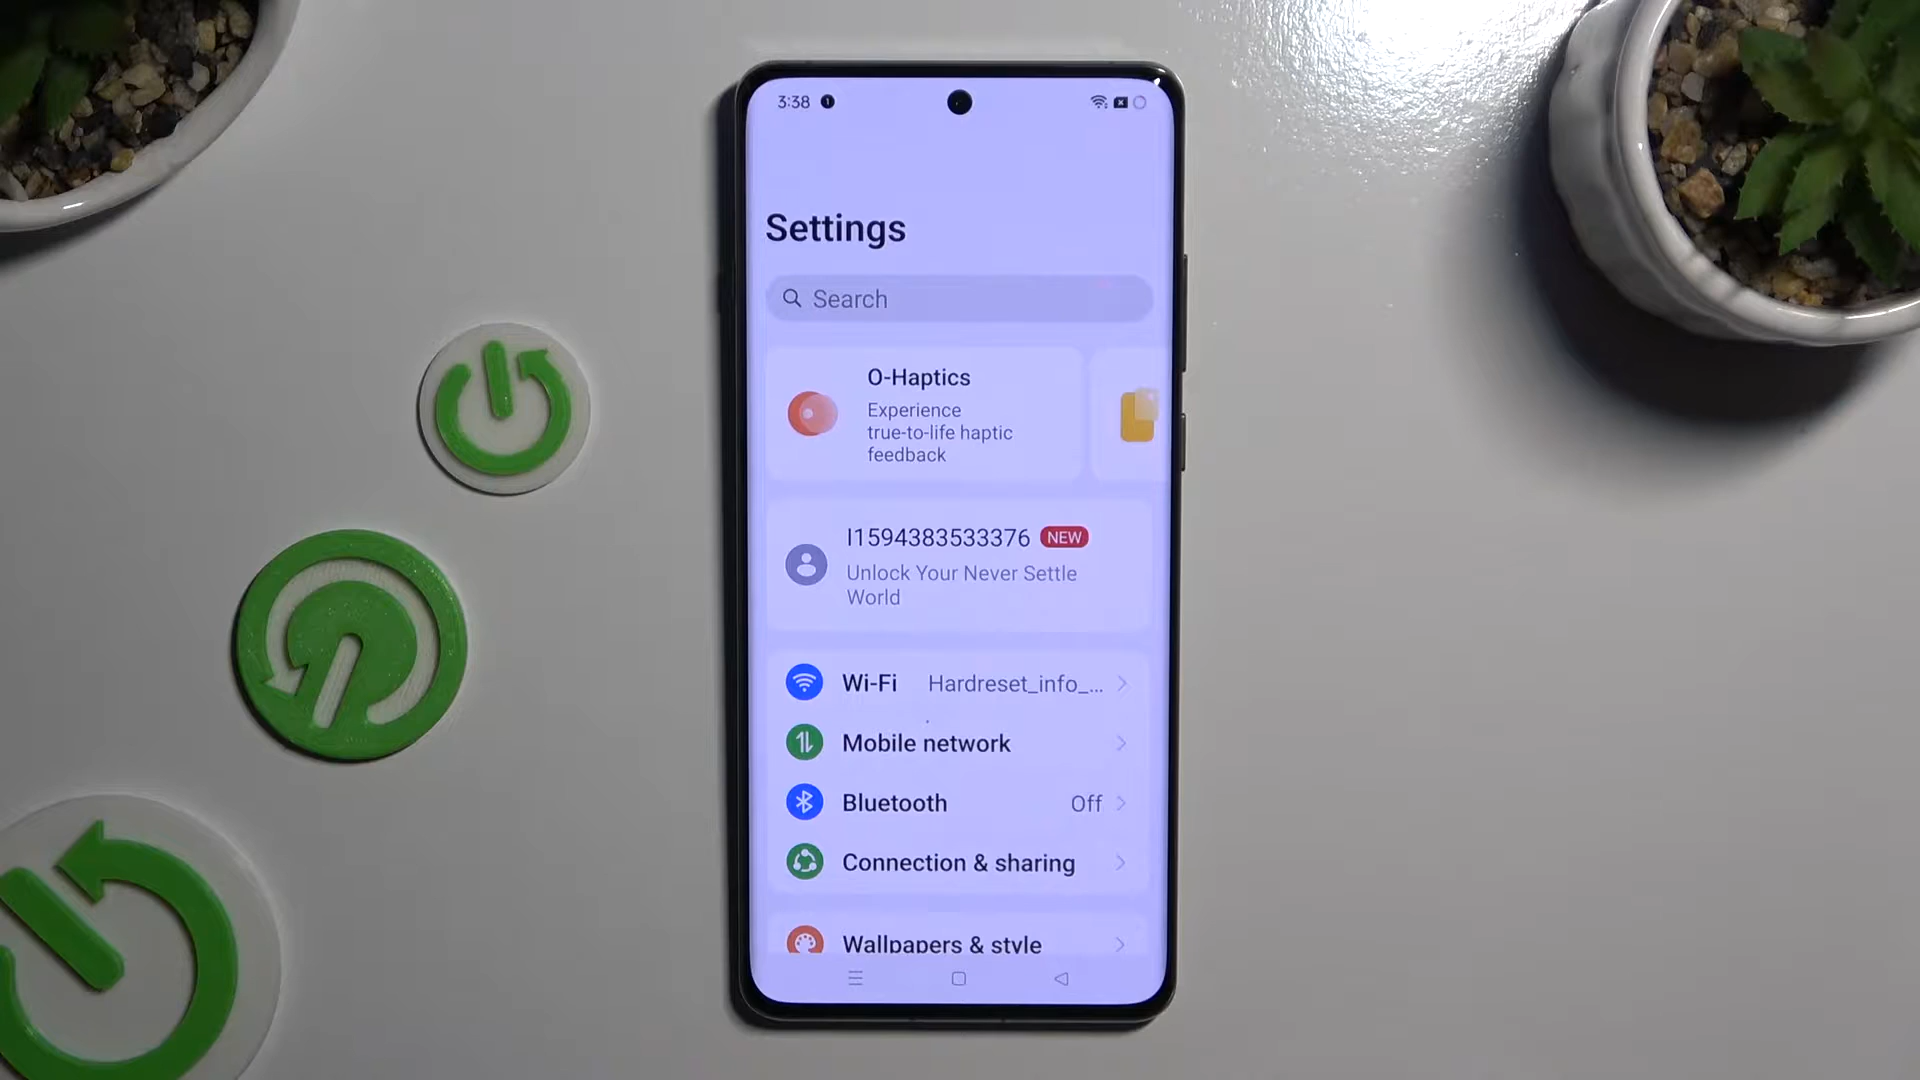 3:38
Settings
Search
O-Haptics
Experience
true-to-life haptic
feedback
I1594383533376 NEW
Unlock Your Never Settle
World
Wi-Fi Hardreset_info_...
Mobile network
Bluetooth Off
Connection & sharing
Wallpapers & style